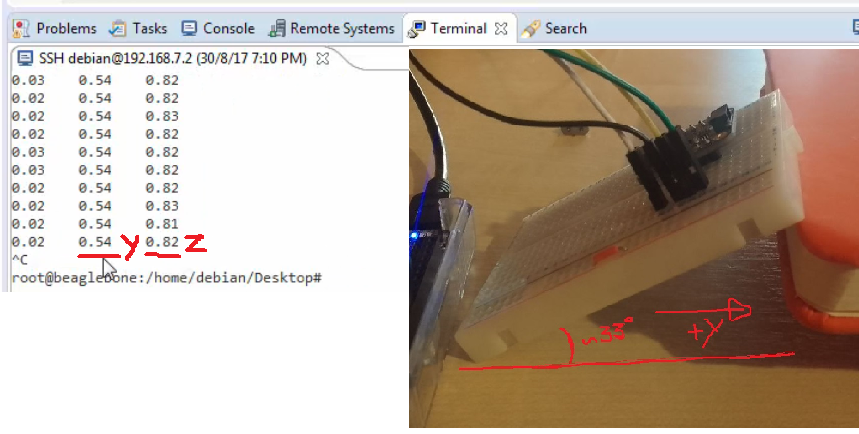 Problems Tasks Console Remote Systems Terminal Search
SSH debian@192.168.7.2 (30/8/17 7:10 PM)
0.03 0.54 0.82
0.02 0.54 0.82
0.02 0.54 0.83
0.02 0.54 0.82
0.03 0.54 0.82
0.03 0.54 0.82
0.02 0.54 0.82
0.02 0.54 0.83
0.02 0.54 0.81
0.02 0.54 y 0.82 z
^C
root@beaglebone:/home/debian/Desktop#
~33°
+y